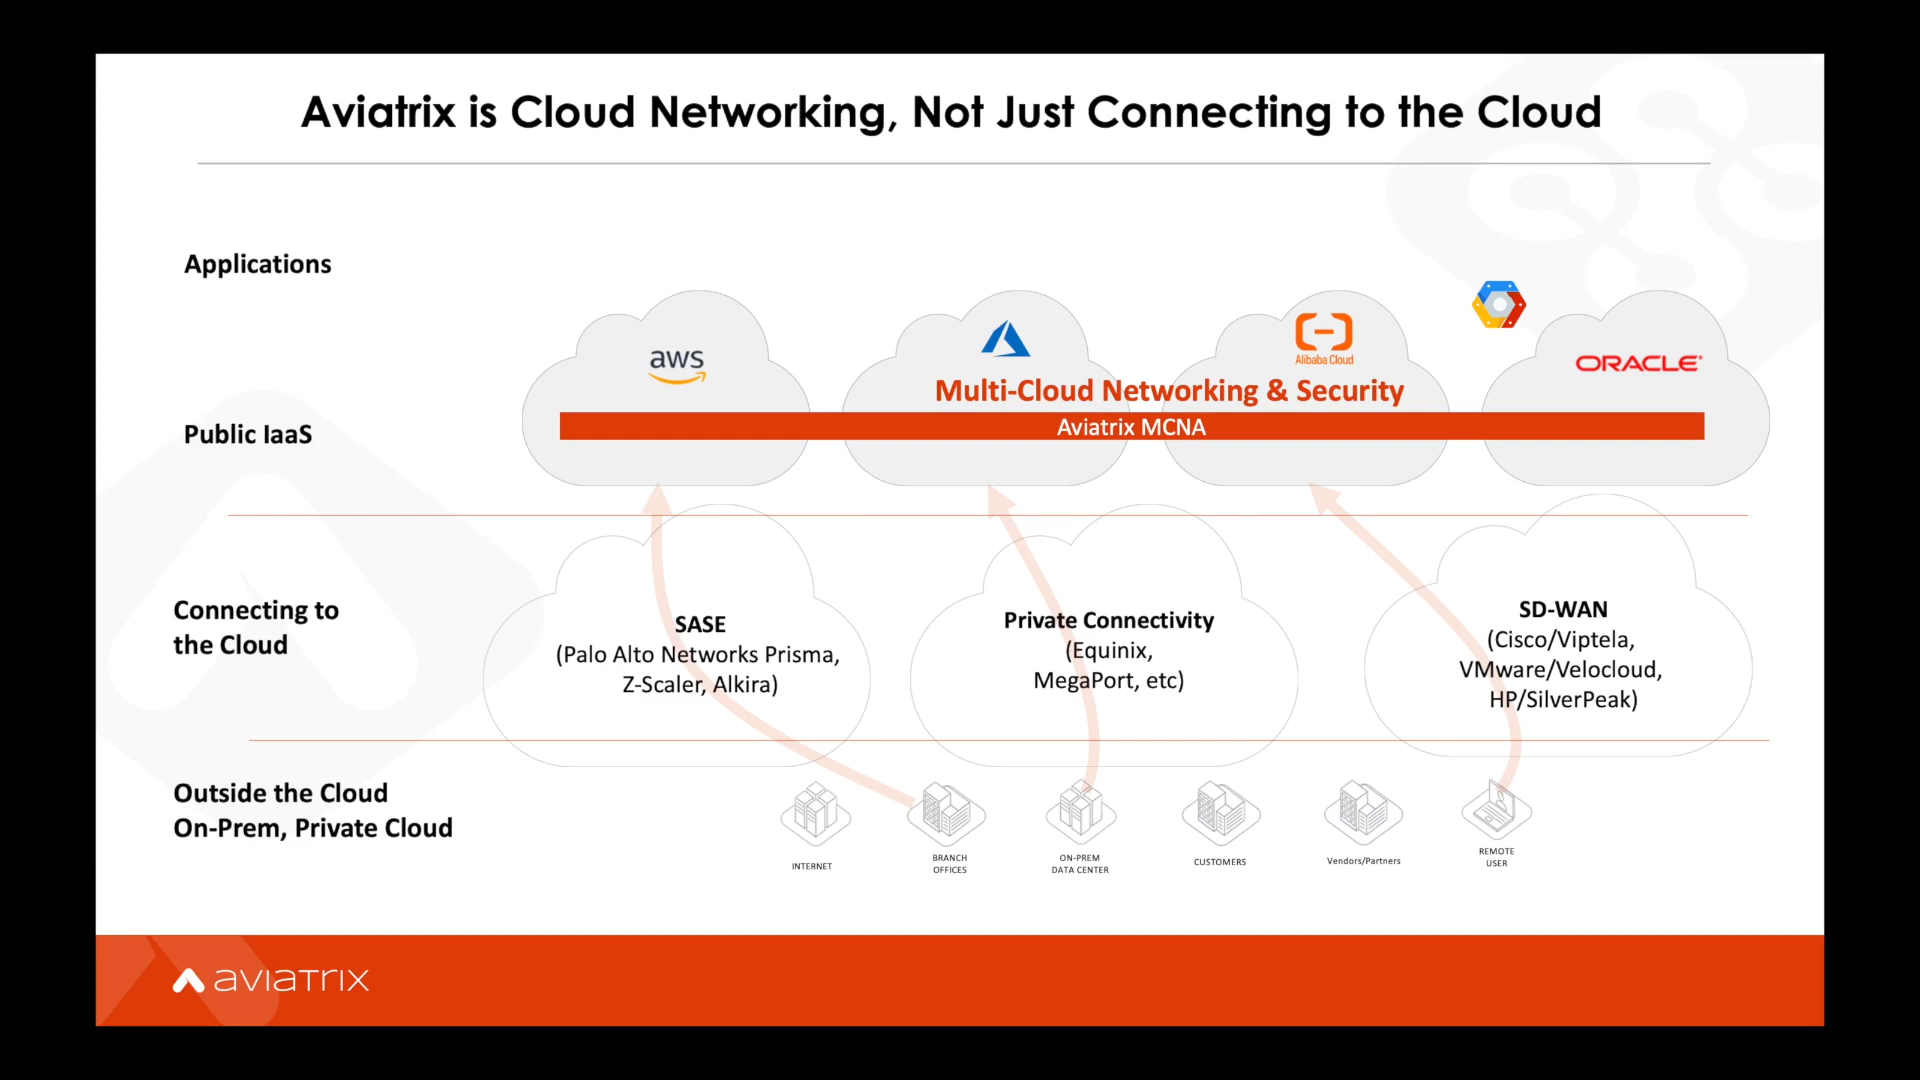 Aviatrix is Cloud Networking, Not Just Connecting to the Cloud
Applications
aws
Alibaba Cloud
ORACLE
Multi-Cloud Networking & Security
Public IaaS
Aviatrix MCNA
Connecting to
the Cloud
SASE
(Palo Alto Networks Prisma,
Z-Scaler, Alkira)
Private Connectivity
(Equinix,
MegaPort, etc)
SD-WAN
(Cisco/Viptela,
VMware/Velocloud,
HP/SilverPeak)
Outside the Cloud
On-Prem, Private Cloud
INTERNET
BRANCH
OFFICES
ON-PREM
DATA CENTER
CUSTOMERS
Vendors/Partners
REMOTE
USER
aviatrix